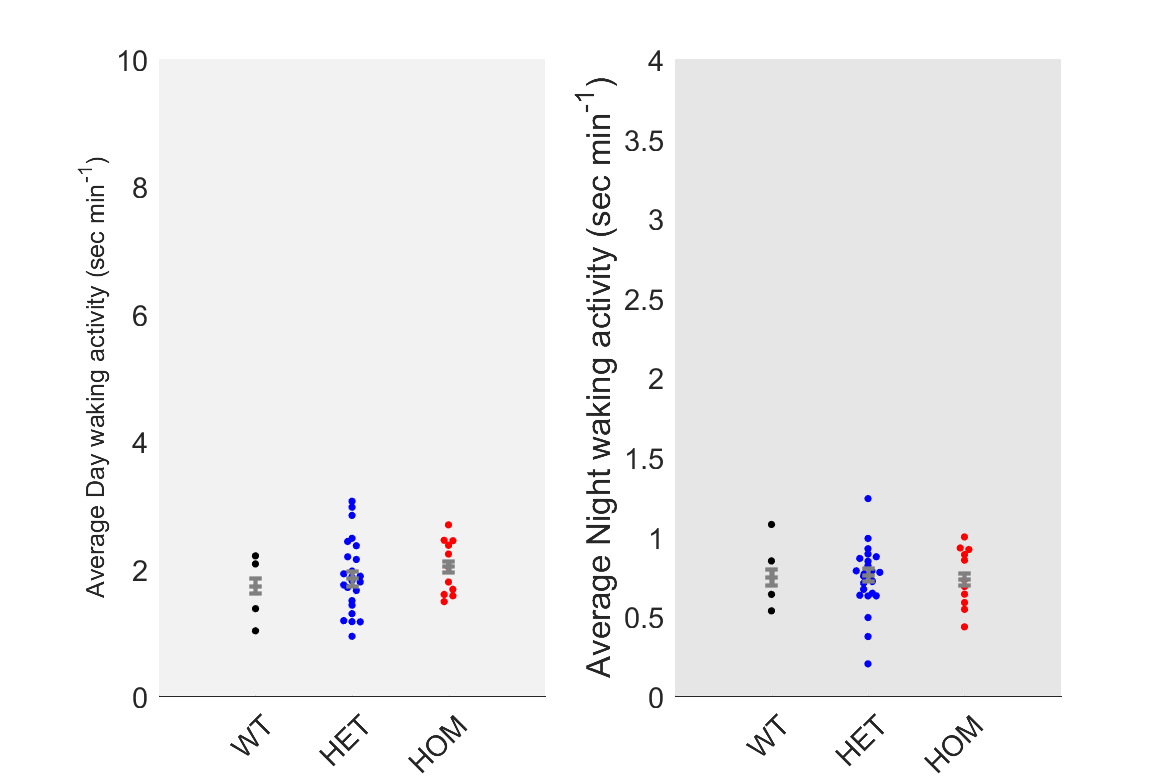 Average Day waking activity (sec min⁻¹)
10
8
6
4
2
0
WT
HET
HOM
Average Night waking activity (sec min⁻¹)
4
3.5
3
2.5
2
1.5
1
0.5
0
WT
HET
HOM